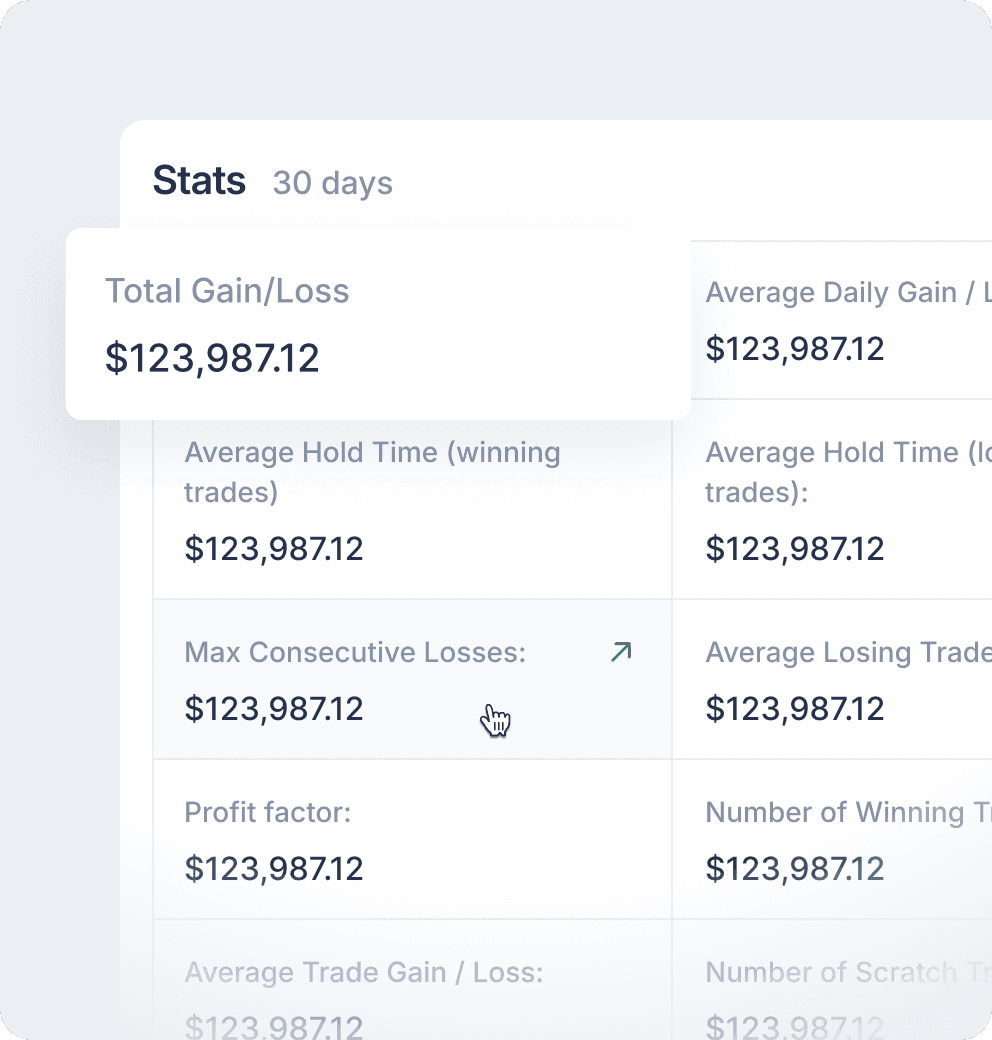 Stats 30 days
Total Gain/Loss
$123,987.12
Average Daily Gain /
$123,987.12
Average Hold Time (winning
trades)
$123,987.12
Average Hold Time
trades):
$123,987.12
Max Consecutive Losses:
$123,987.12
Average Losing Trade
$123,987.12
Profit factor:
$123,987.12
Number of Winning
$123,987.12
Average Trade Gain / Loss:
$123,987.12
Number of Scratch
$123,987.12